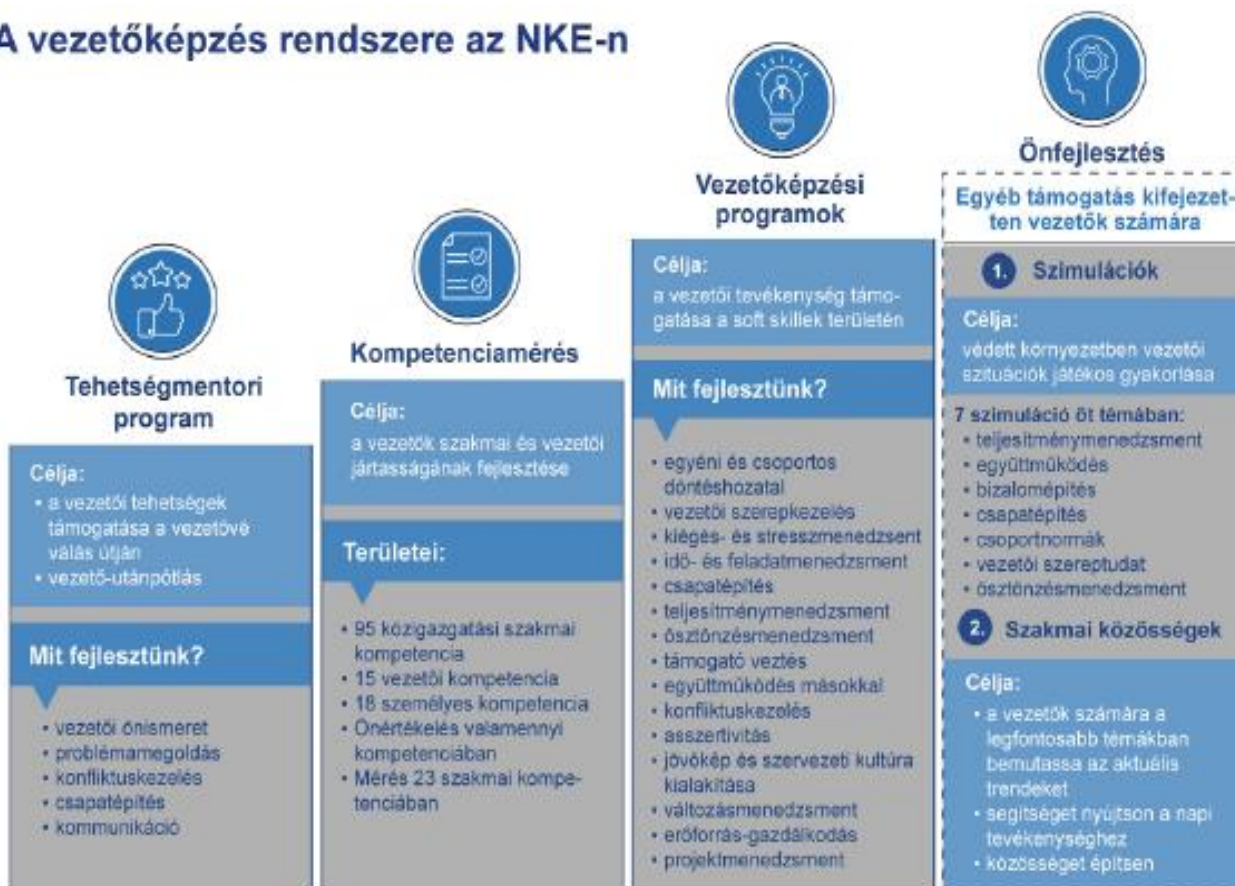 A vezetőképzés rendszere az NKE-n
Tehetségmentori
program
Célja:
• a vezetői tehetségek
támogatása a vezetővé
válás útján
• vezető-utánpótlás
Mit fejlesztünk?
• vezetői önismeret
• problémamegoldás
• konfliktuskezelés
• csapatépítés
• kommunikáció
Kompetenciamérés
Célja:
a vezetők szakmai és vezetői
jártasságának fejlesztése
Területei:
• 95 közigazgatási szakmai
kompetencia
• 15 vezetői kompetencia
• 18 személyes kompetencia
• Önértékelés valamennyi
kompetenciában
• Mérés 23 szakmai kompe-
tenciában
Vezetőképzési
programok
Célja:
a vezetői tevékenység támo-
gatása a soft skillek területén
Mit fejlesztünk?
• egyéni és csoportos
döntéshozatal
• vezetői szerepkezelés
• kiégés- és stresszmenedzsent
• idő- és feladatmenedzsment
• csapatépítés
• teljesítménymenedzsment
• ösztönzésmenedzsment
• támogató veztés
• együttműködés másokkal
• konfliktuskezelés
• asszertivitás
• jövőkép és szervezeti kultúra
kialakítása
• változásmenedzsment
• erőforrás-gazdálkodás
• projektmenedzsment
Önfejlesztés
Egyéb támogatás kifejezet-
ten vezetők számára
1. Szimulációk
Célja:
védett környezetben vezetői
szituációk játékos gyakorlása
7 szimuláció öt témában:
• teljesítménymenedzsment
• együttműködés
• bizalomépítés
• csapatépítés
• csoportnormák
• vezetői szereptudat
• ösztönzésmenedzsment
2. Szakmai közösségek
Célja:
• a vezetők számára a
legfontosabb témákban
bemutassa az aktuális
trendeket
• segítséget nyújtson a napi
tevékenységhez
• közösséget építsen